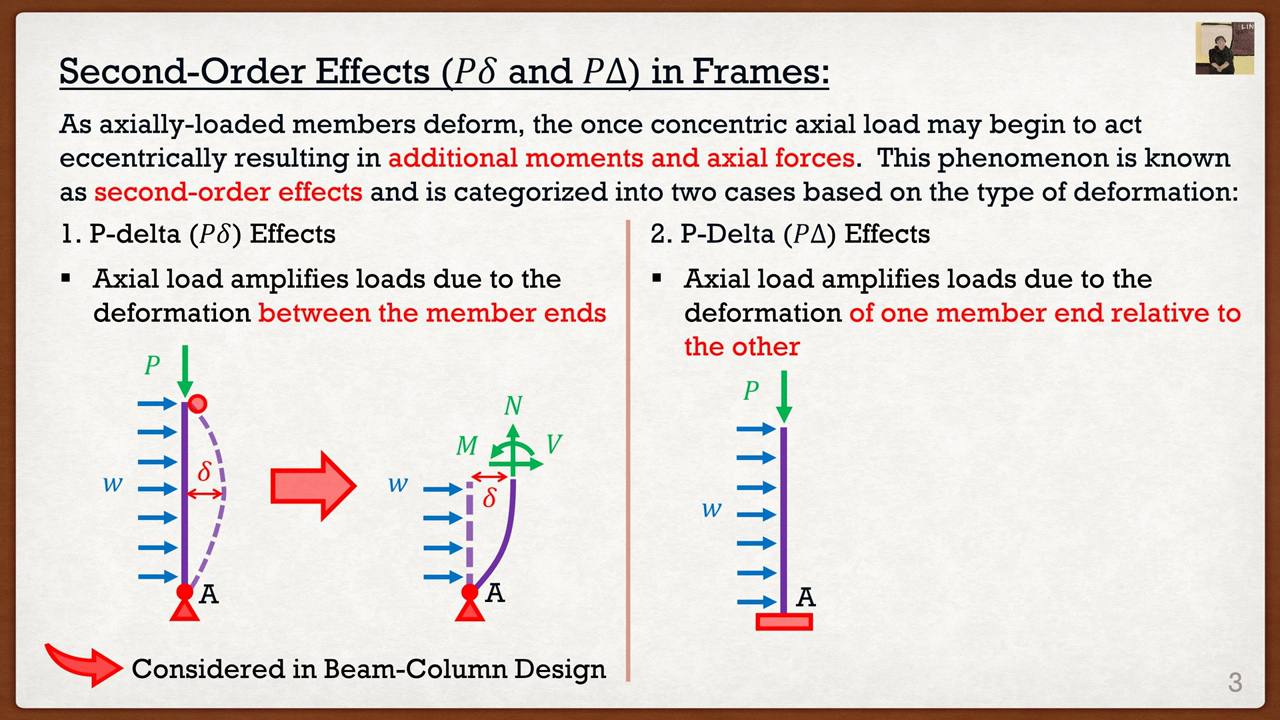 LIN
Second-Order Effects (𝑃𝛿 and 𝑃Δ) in Frames:
As axially-loaded members deform, the once concentric axial load may begin to act
eccentrically resulting in additional moments and axial forces. This phenomenon is known
as second-order effects and is categorized into two cases based on the type of deformation:
1. P-delta (𝑃𝛿) Effects
▪ Axial load amplifies loads due to the
deformation between the member ends
P
w
δ
A
w
M
N
V
δ
A
Considered in Beam-Column Design
2. P-Delta (𝑃Δ) Effects
▪ Axial load amplifies loads due to the
deformation of one member end relative to
the other
P
w
A
3